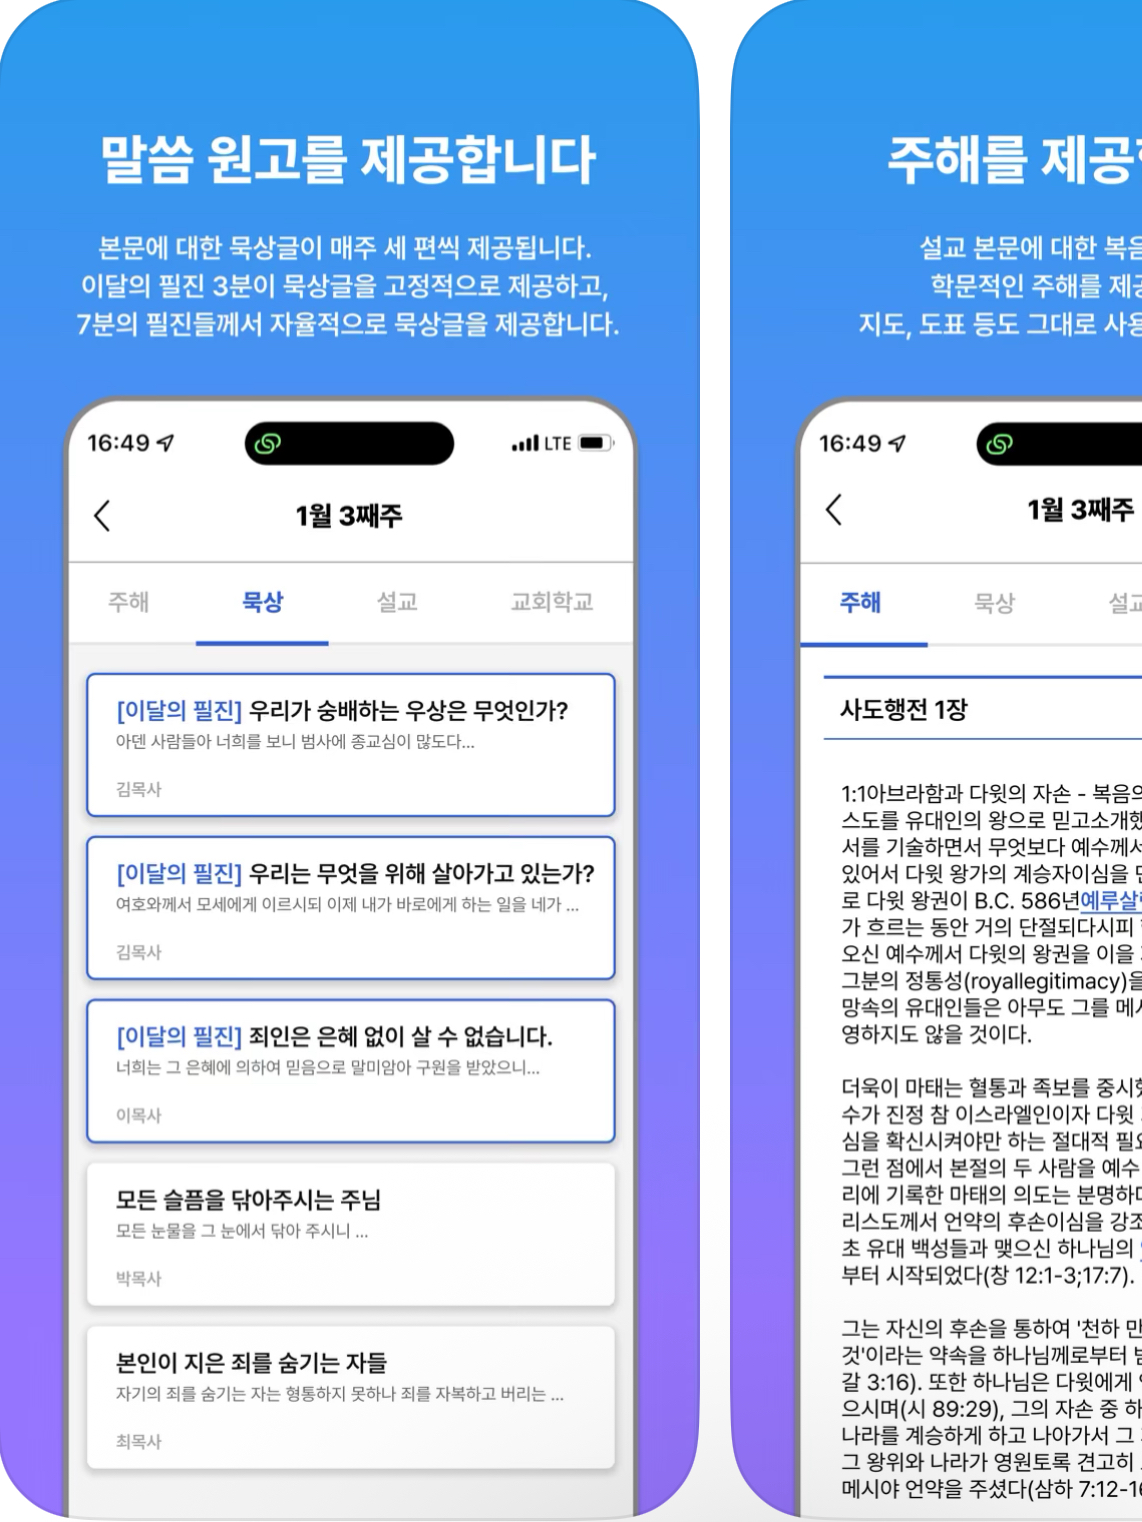 말씀 원고를 제공합니다
본문에 대한 묵상글이 매주 세 편씩 제공됩니다.
이달의 필진 3분이 묵상글을 고정적으로 제공하고,
7분의 필진들께서 자율적으로 묵상글을 제공합니다.
16:49
LTE
1월 3째주
주해 묵상 설교 교회학교
[이달의 필진] 우리가 숭배하는 우상은 무엇인가?
아덴 사람들아 너희를 보니 범사에 종교심이 많도다...
김목사
[이달의 필진] 우리는 무엇을 위해 살아가고 있는가?
여호와께서 모세에게 이르시되 이제 내가 바로에게 하는 일을 네가 ...
김목사
[이달의 필진] 죄인은 은혜 없이 살 수 없습니다.
너희는 그 은혜에 의하여 믿음으로 말미암아 구원을 받았으니...
이목사
모든 슬픔을 닦아주시는 주님
모든 눈물을 그 눈에서 닦아 주시니 ...
박목사
본인이 지은 죄를 숨기는 자들
자기의 죄를 숨기는 자는 형통하지 못하나 죄를 자복하고 버리는 ...
최목사
주해를 제공
설교 본문에 대한 복음
학문적인 주해를 제공
지도, 도표 등도 그대로 사용
16:49
1월 3째주
주해 묵상 설교
사도행전 1장
1:1아브라함과 다윗의 자손 - 복음의
스도를 유대인의 왕으로 믿고소개했
서를 기술하면서 무엇보다 예수께서
있어서 다윗 왕가의 계승자이심을
로 다윗 왕권이 B.C. 586년예루살렘
가 흐르는 동안 거의 단절되다시피
오신 예수께서 다윗의 왕권을 이을
그분의 정통성(royallegitimacy)을
망속의 유대인들은 아무도 그를 메시
영하지도 않을 것이다.
더욱이 마태는 혈통과 족보를 중시했
수가 진정 참 이스라엘인이자 다윗
심을 확신시켜야만 하는 절대적 필요
그런 점에서 본절의 두 사람을 예수
리에 기록한 마태의 의도는 분명하다
리스도께서 언약의 후손이심을 강조
초 유대 백성들과 맺으신 하나님의
부터 시작되었다(창 12:1-3;17:7).
그는 자신의 후손을 통하여 '천하 만
것'이라는 약속을 하나님께로부터 받
갈 3:16). 또한 하나님은 다윗에게
으시며(시 89:29), 그의 자손 중 하
나라를 계승하게 하고 나아가서 그
그 왕위와 나라가 영원토록 견고히
메시야 언약을 주셨다(삼하 7:12-16